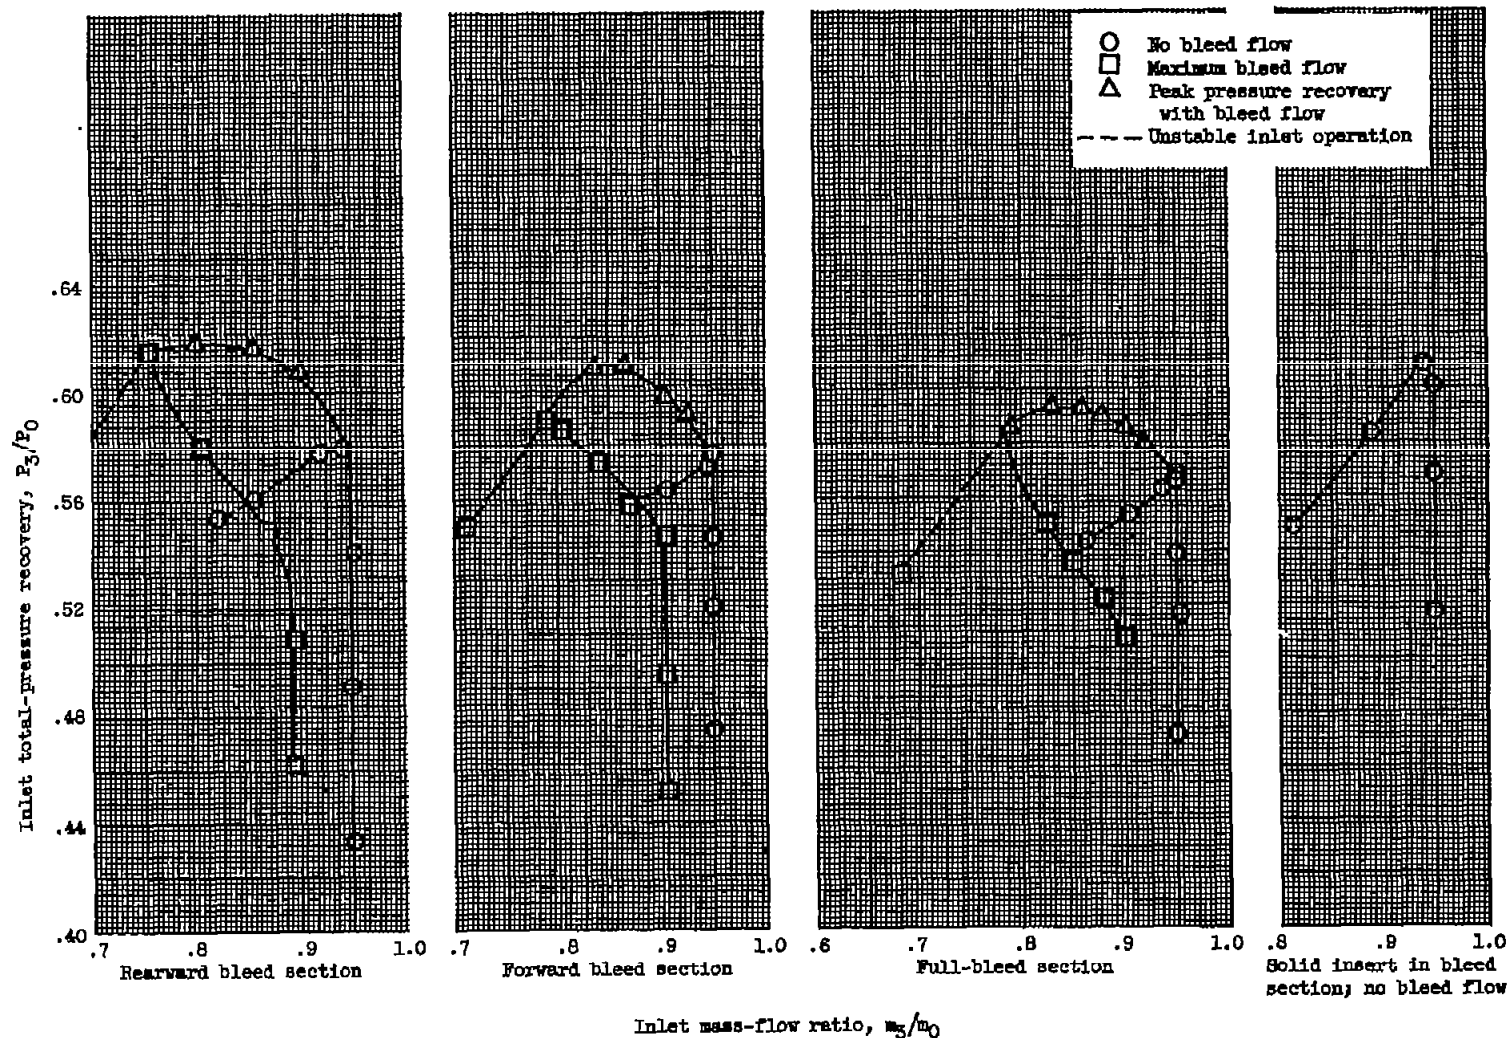 No bleed flow
Maximum bleed flow
Peak pressure recovery
with bleed flow
Unstable inlet operation
Inlet total-pressure recovery, P3/P0
.64
.60
.56
.52
.48
.44
.40
.7 .8 .9 1.0
Rearward bleed section
.7 .8 .9 1.0
Forward bleed section
.6 .8 .9 1.0
Full-bleed section
.8 .9 1.0
Solid insert in bleed
section; no bleed flow
Inlet mass-flow ratio, m3/m0